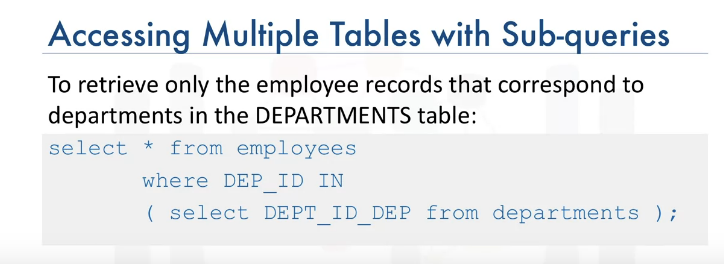 Accessing Multiple Tables with Sub-queries
To retrieve only the employee records that correspond to
departments in the DEPARTMENTS table:
select * from employees
where DEP_ID IN
( select DEPT_ID_DEP from departments );